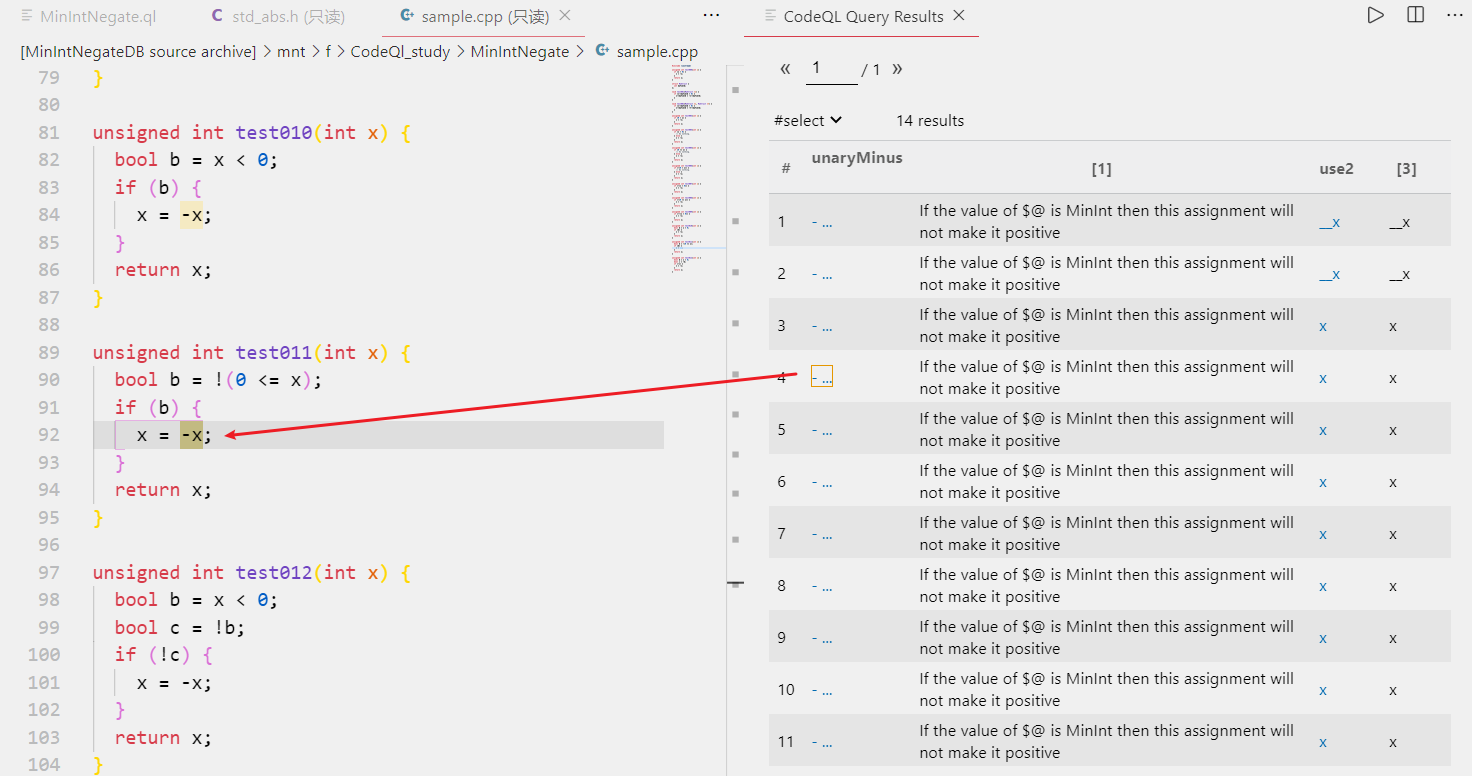 MinIntNegate.ql
C std_abs.h (只读)
sample.cpp (只读)
CodeQL Query Results
[MinIntNegateDB source archive] > mnt > f > CodeQl_study > MinIntNegate > sample.cpp
79 }
80
81 unsigned int test010(int x) {
82 bool b = x < 0;
83 if (b) {
84 x = -x;
85 }
86 return x;
87 }
88
89 unsigned int test011(int x) {
90 bool b = !(0 <= x);
91 if (b) {
92 x = -x;
93 }
94 return x;
95 }
96
97 unsigned int test012(int x) {
98 bool b = x < 0;
99 bool c = !b;
100 if (!c) {
101 x = -x;
102 }
103 return x;
104 }
« 1 / 1 »
#select 14 results
# unaryMinus [1] use2 [3]
1 - ... If the value of $@ is MinInt then this assignment will not make it positive __x __x
2 - ... If the value of $@ is MinInt then this assignment will not make it positive __x __x
3 - ... If the value of $@ is MinInt then this assignment will not make it positive x x
4 - ... If the value of $@ is MinInt then this assignment will not make it positive x x
5 - ... If the value of $@ is MinInt then this assignment will not make it positive x x
6 - ... If the value of $@ is MinInt then this assignment will not make it positive x x
7 - ... If the value of $@ is MinInt then this assignment will not make it positive x x
8 - ... If the value of $@ is MinInt then this assignment will not make it positive x x
9 - ... If the value of $@ is MinInt then this assignment will not make it positive x x
10 - ... If the value of $@ is MinInt then this assignment will not make it positive x x
11 - ... If the value of $@ is MinInt then this assignment will not make it positive x x